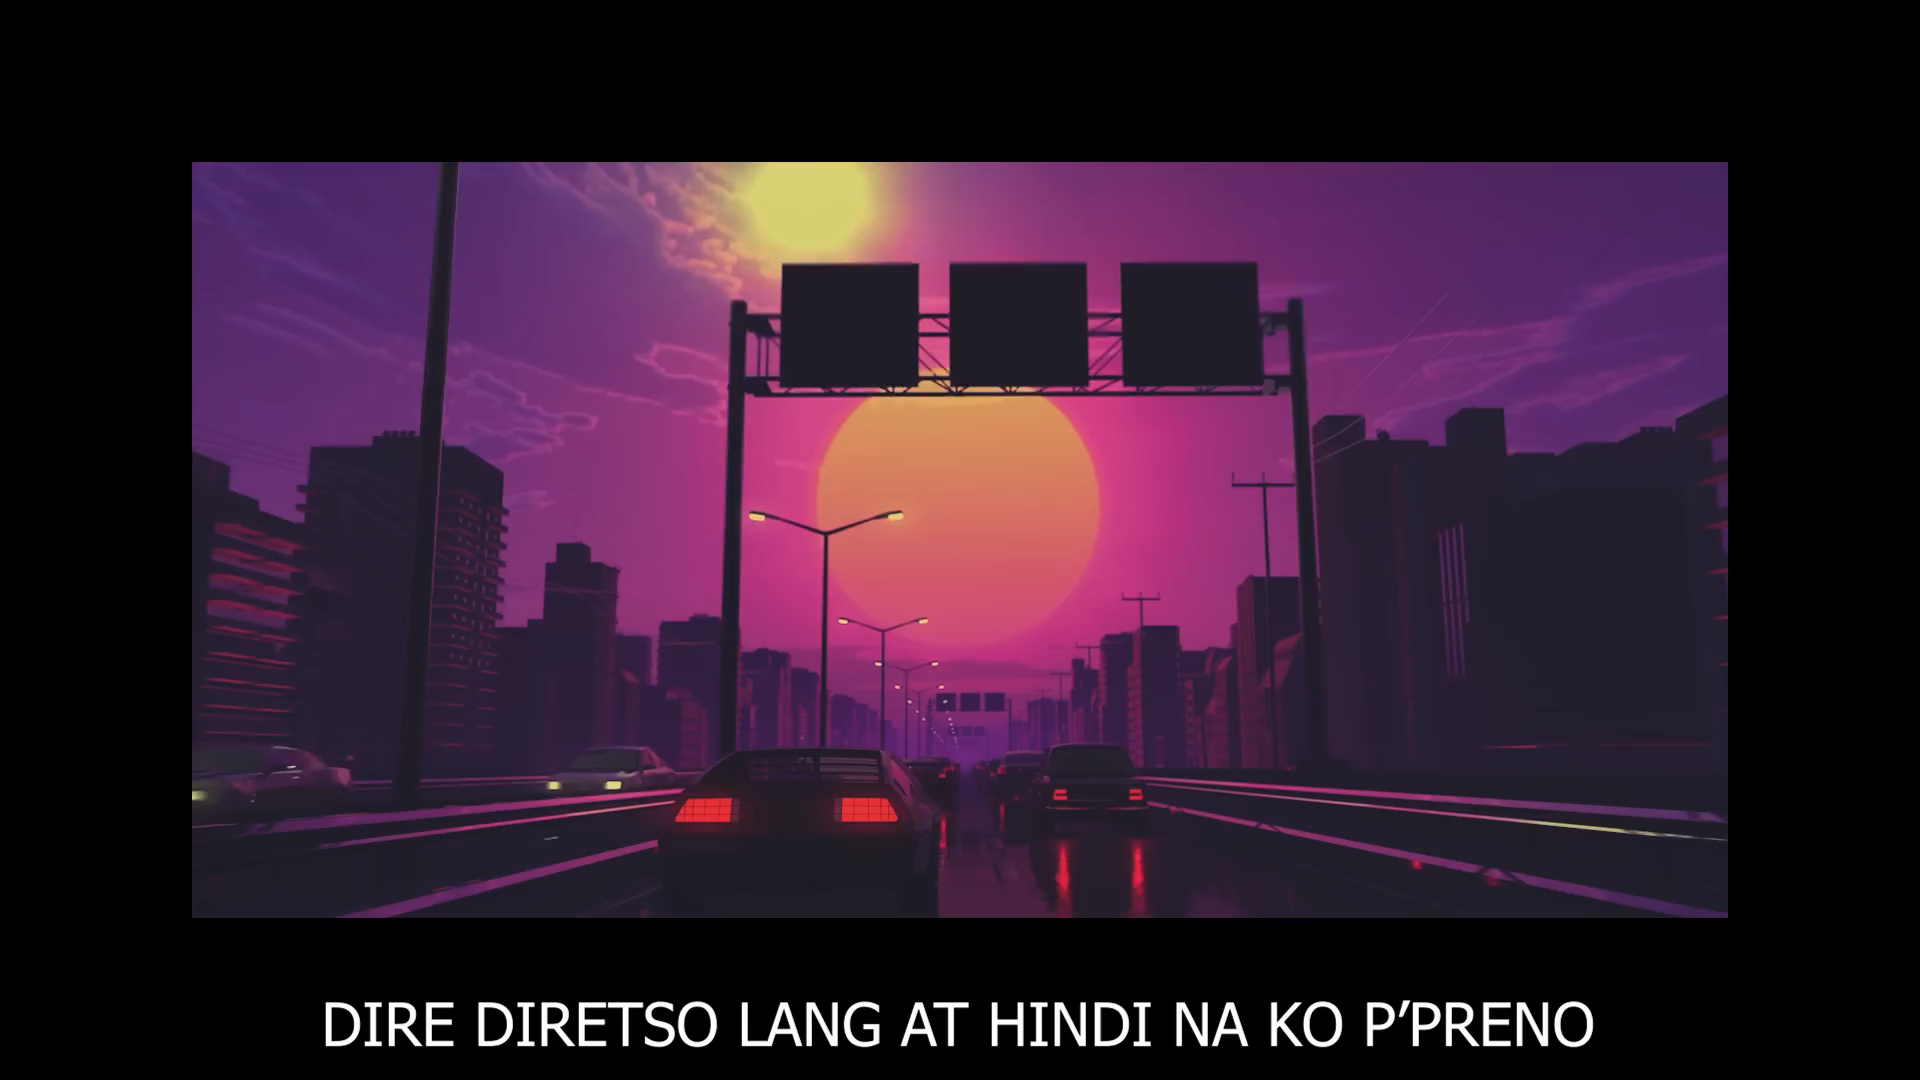 DIRE DIRETSO LANG AT HINDI NA KO P’PRENO